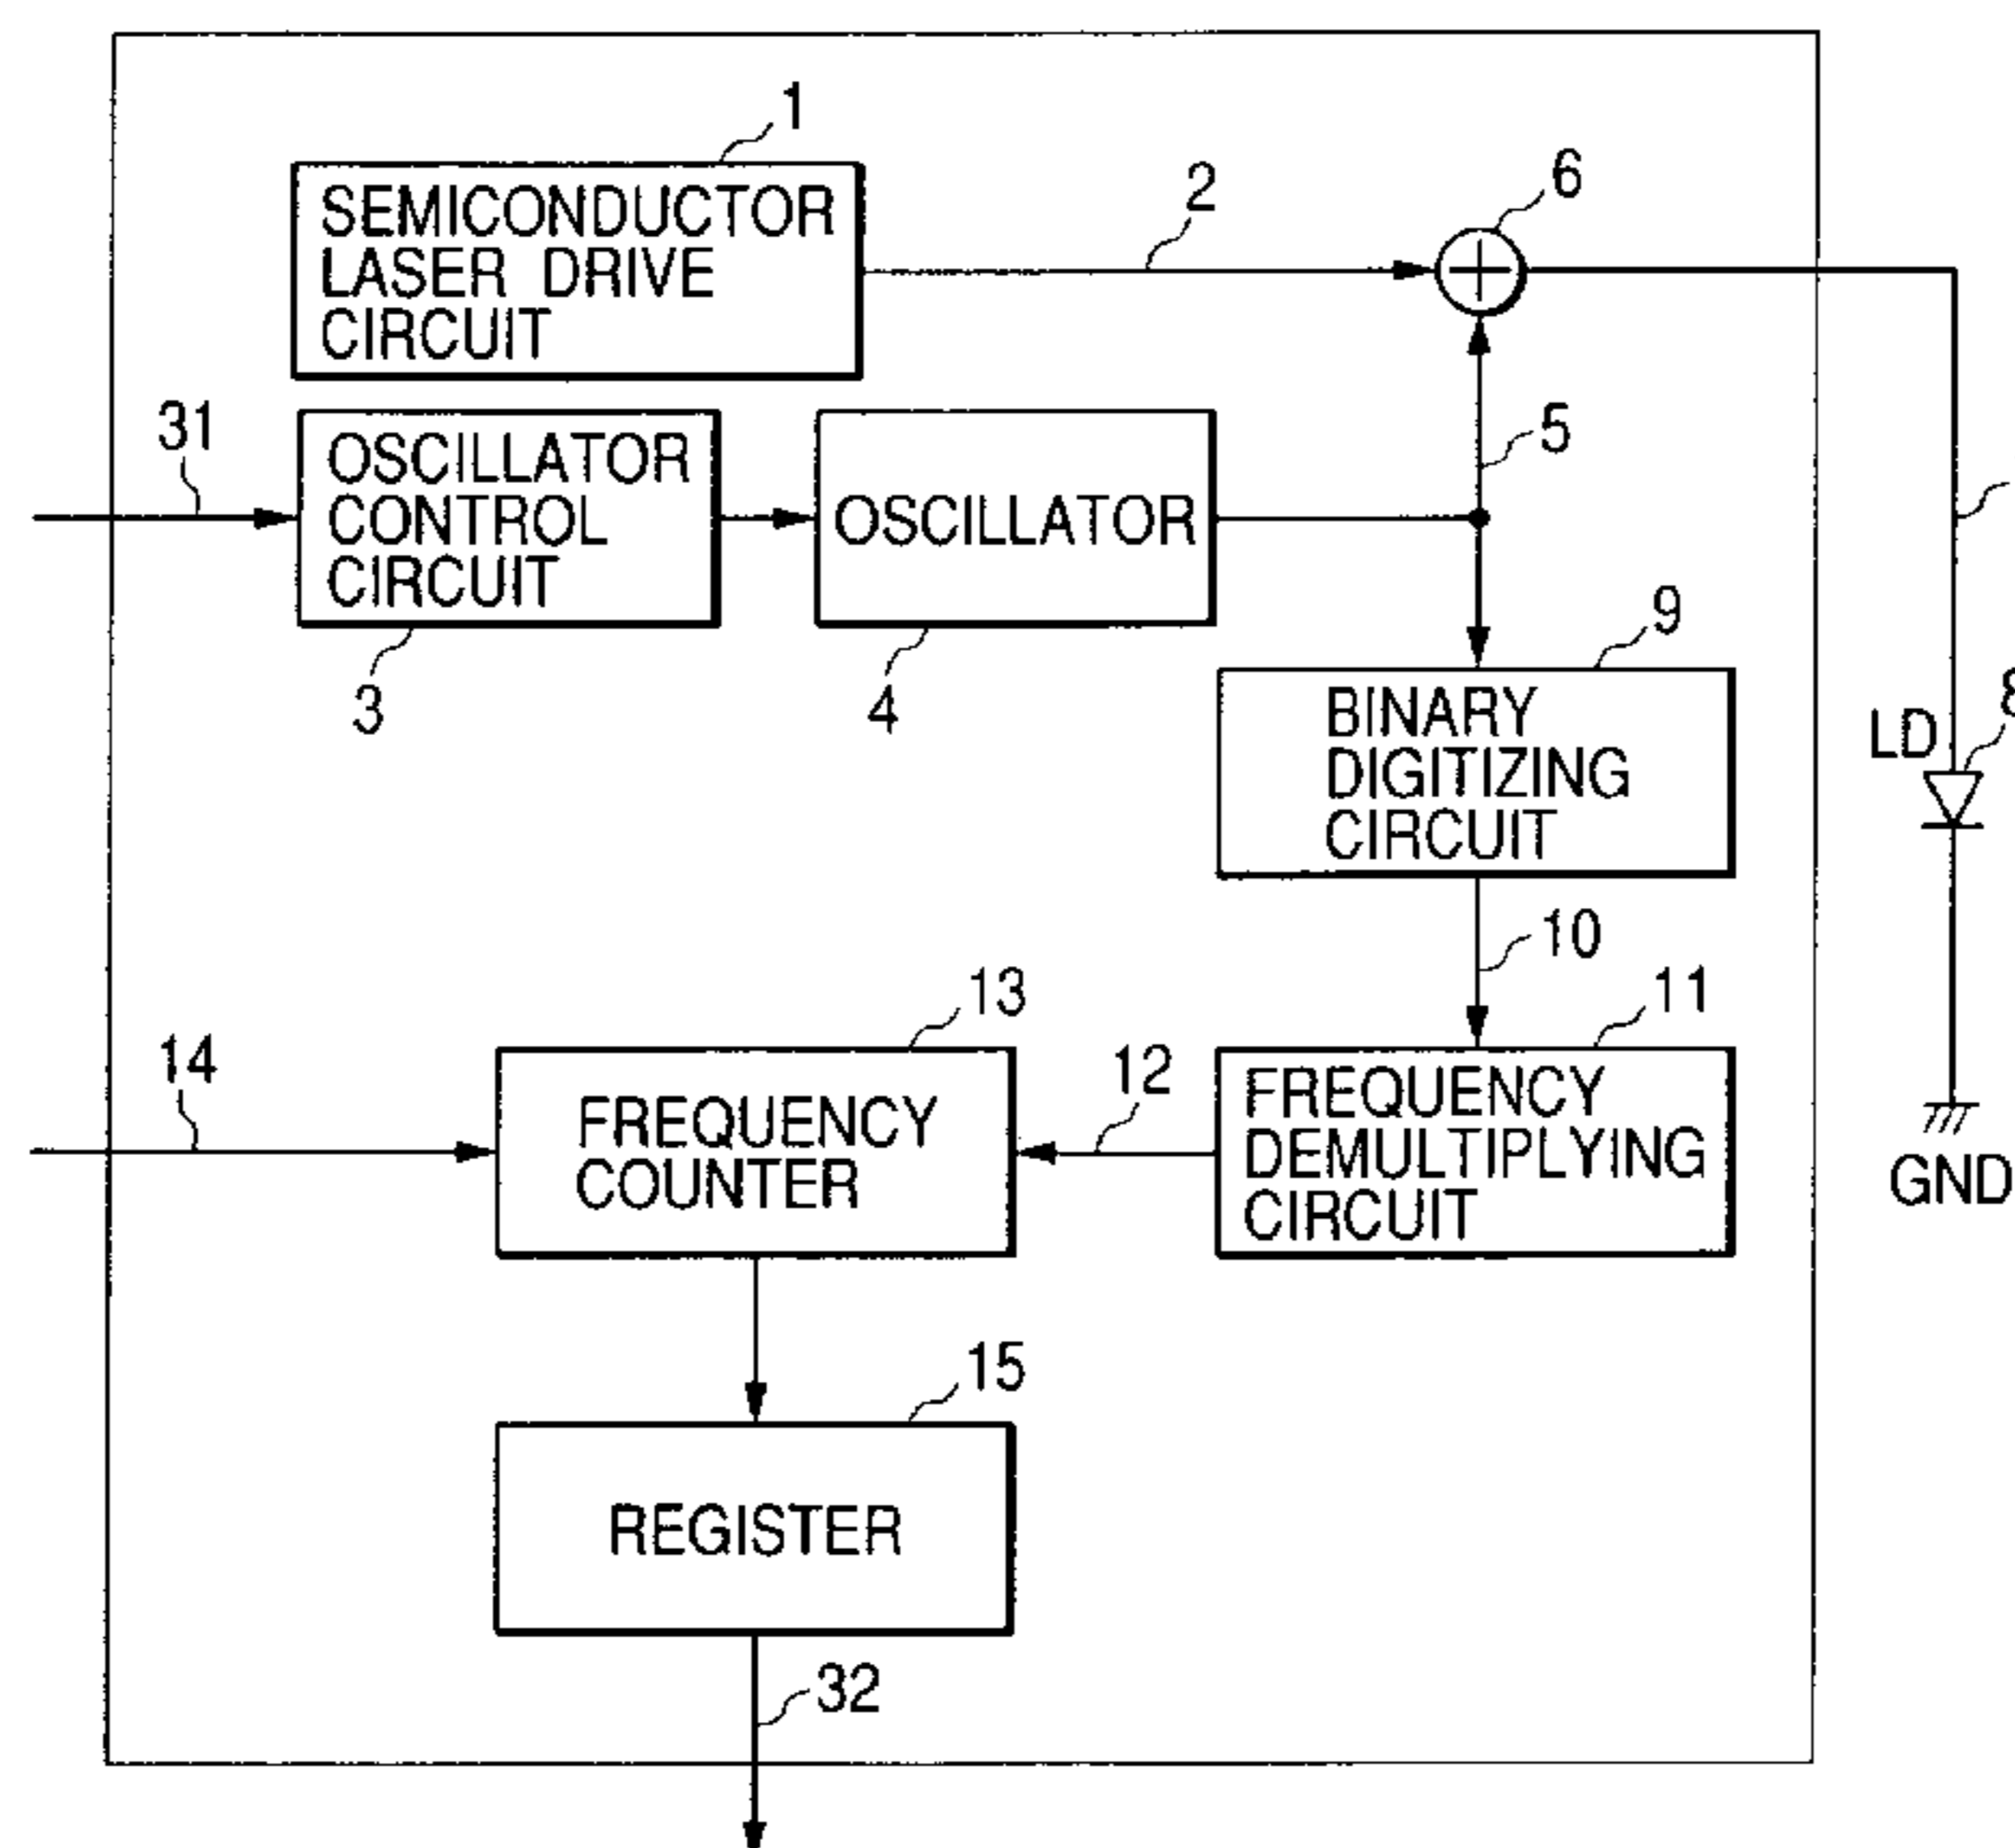 1
SEMICONDUCTOR
LASER DRIVE
CIRCUIT
2
6
31
OSCILLATOR
CONTROL
CIRCUIT
3
OSCILLATOR
4
5
9
BINARY
DIGITIZING
CIRCUIT
LD
8
10
13
11
14
FREQUENCY
COUNTER
12
FREQUENCY
DEMULTIPLYING
CIRCUIT
GND
15
REGISTER
32